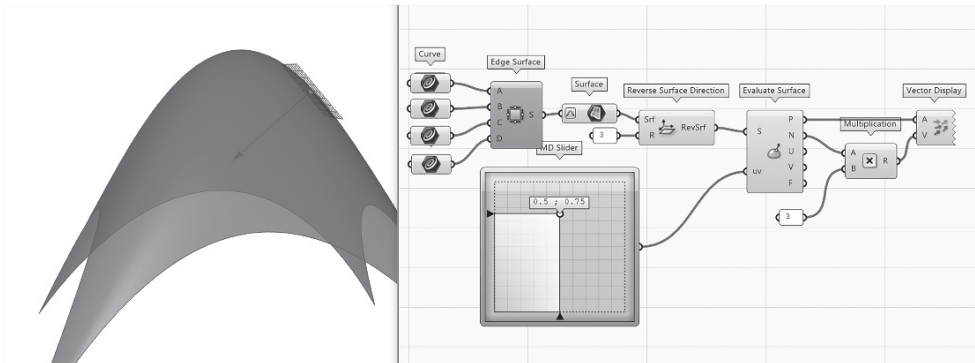 Curve
Edge Surface
A
B
C
D
S
Surface
Reverse Surface Direction
Srf
R
RevSrf
3
Evaluate Surface
S
uv
P
N
U
V
F
Multiplication
A
B
R
3
Vector Display
A
V
MD Slider
0.5 ; 0.75